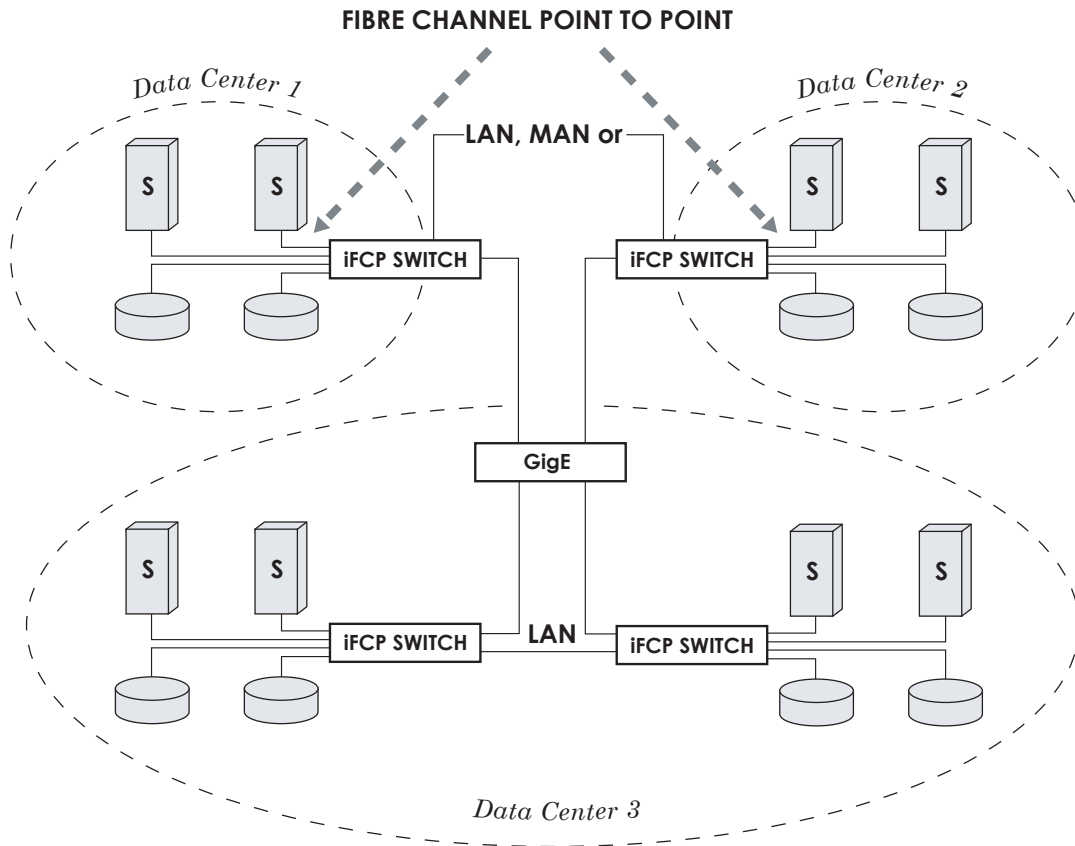 FIBRE CHANNEL POINT TO POINT
Data Center 1
Data Center 2
LAN, MAN or
S
S
S
S
iFCP SWITCH
iFCP SWITCH
GigE
S
S
S
S
iFCP SWITCH
LAN
iFCP SWITCH
Data Center 3